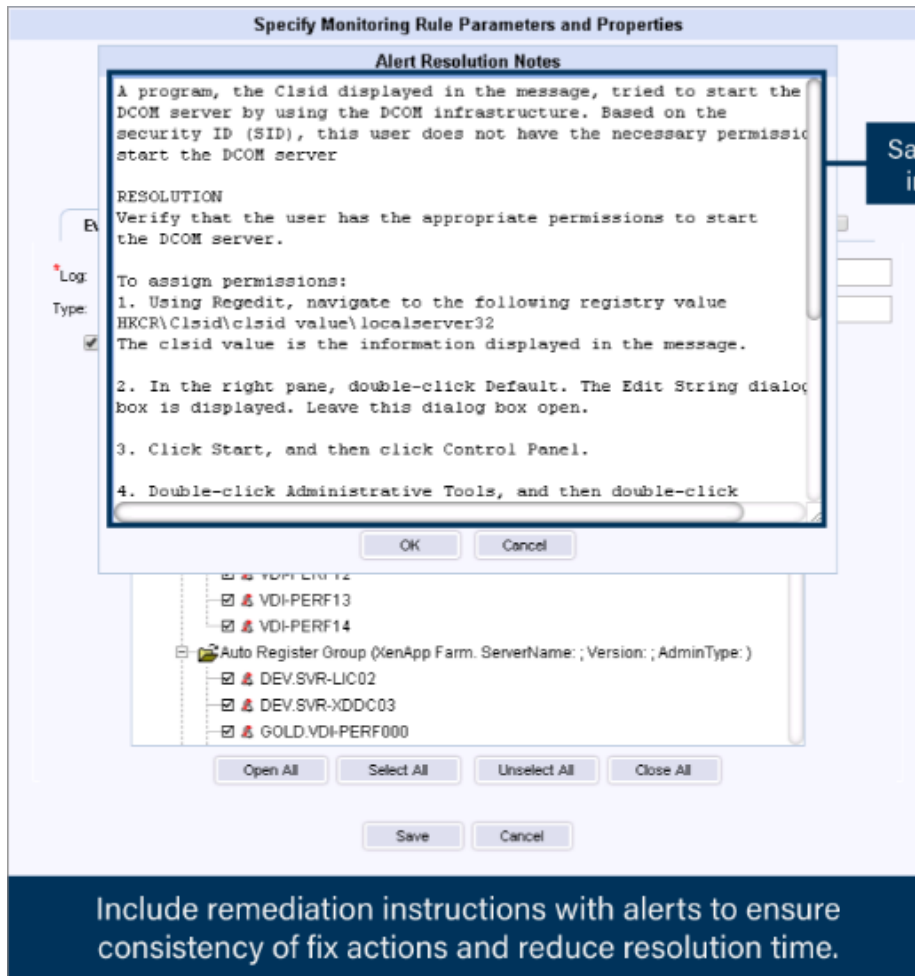 Specify Monitoring Rule Parameters and Properties
Alert Resolution Notes
A program, the Clsid displayed in the message, tried to start the
DCOM server by using the DCOM infrastructure. Based on the
security ID (SID), this user does not have the necessary permissio
start the DCOM server
RESOLUTION
Verify that the user has the appropriate permissions to start
the DCOM server.
To assign permissions:
1. Using Regedit, navigate to the following registry value
HKCR\Clsid\clsid value\localserver32
The clsid value is the information displayed in the message.
2. In the right pane, double-click Default. The Edit String dialog
box is displayed. Leave this dialog box open.
3. Click Start, and then click Control Panel.
4. Double-click Administrative Tools, and then double-click
OK Cancel
Sa
in
Ev
*Log:
Type:
VDI-PERF12
VDI-PERF13
VDI-PERF14
Auto Register Group (XenApp Farm. ServerName: ; Version: ; AdminType: )
DEV.SVR-LIC02
DEV.SVR-XDDC03
GOLD.VDI-PERF000
Open All Select All Unselect All Close All
Save Cancel
Include remediation instructions with alerts to ensure
consistency of fix actions and reduce resolution time.